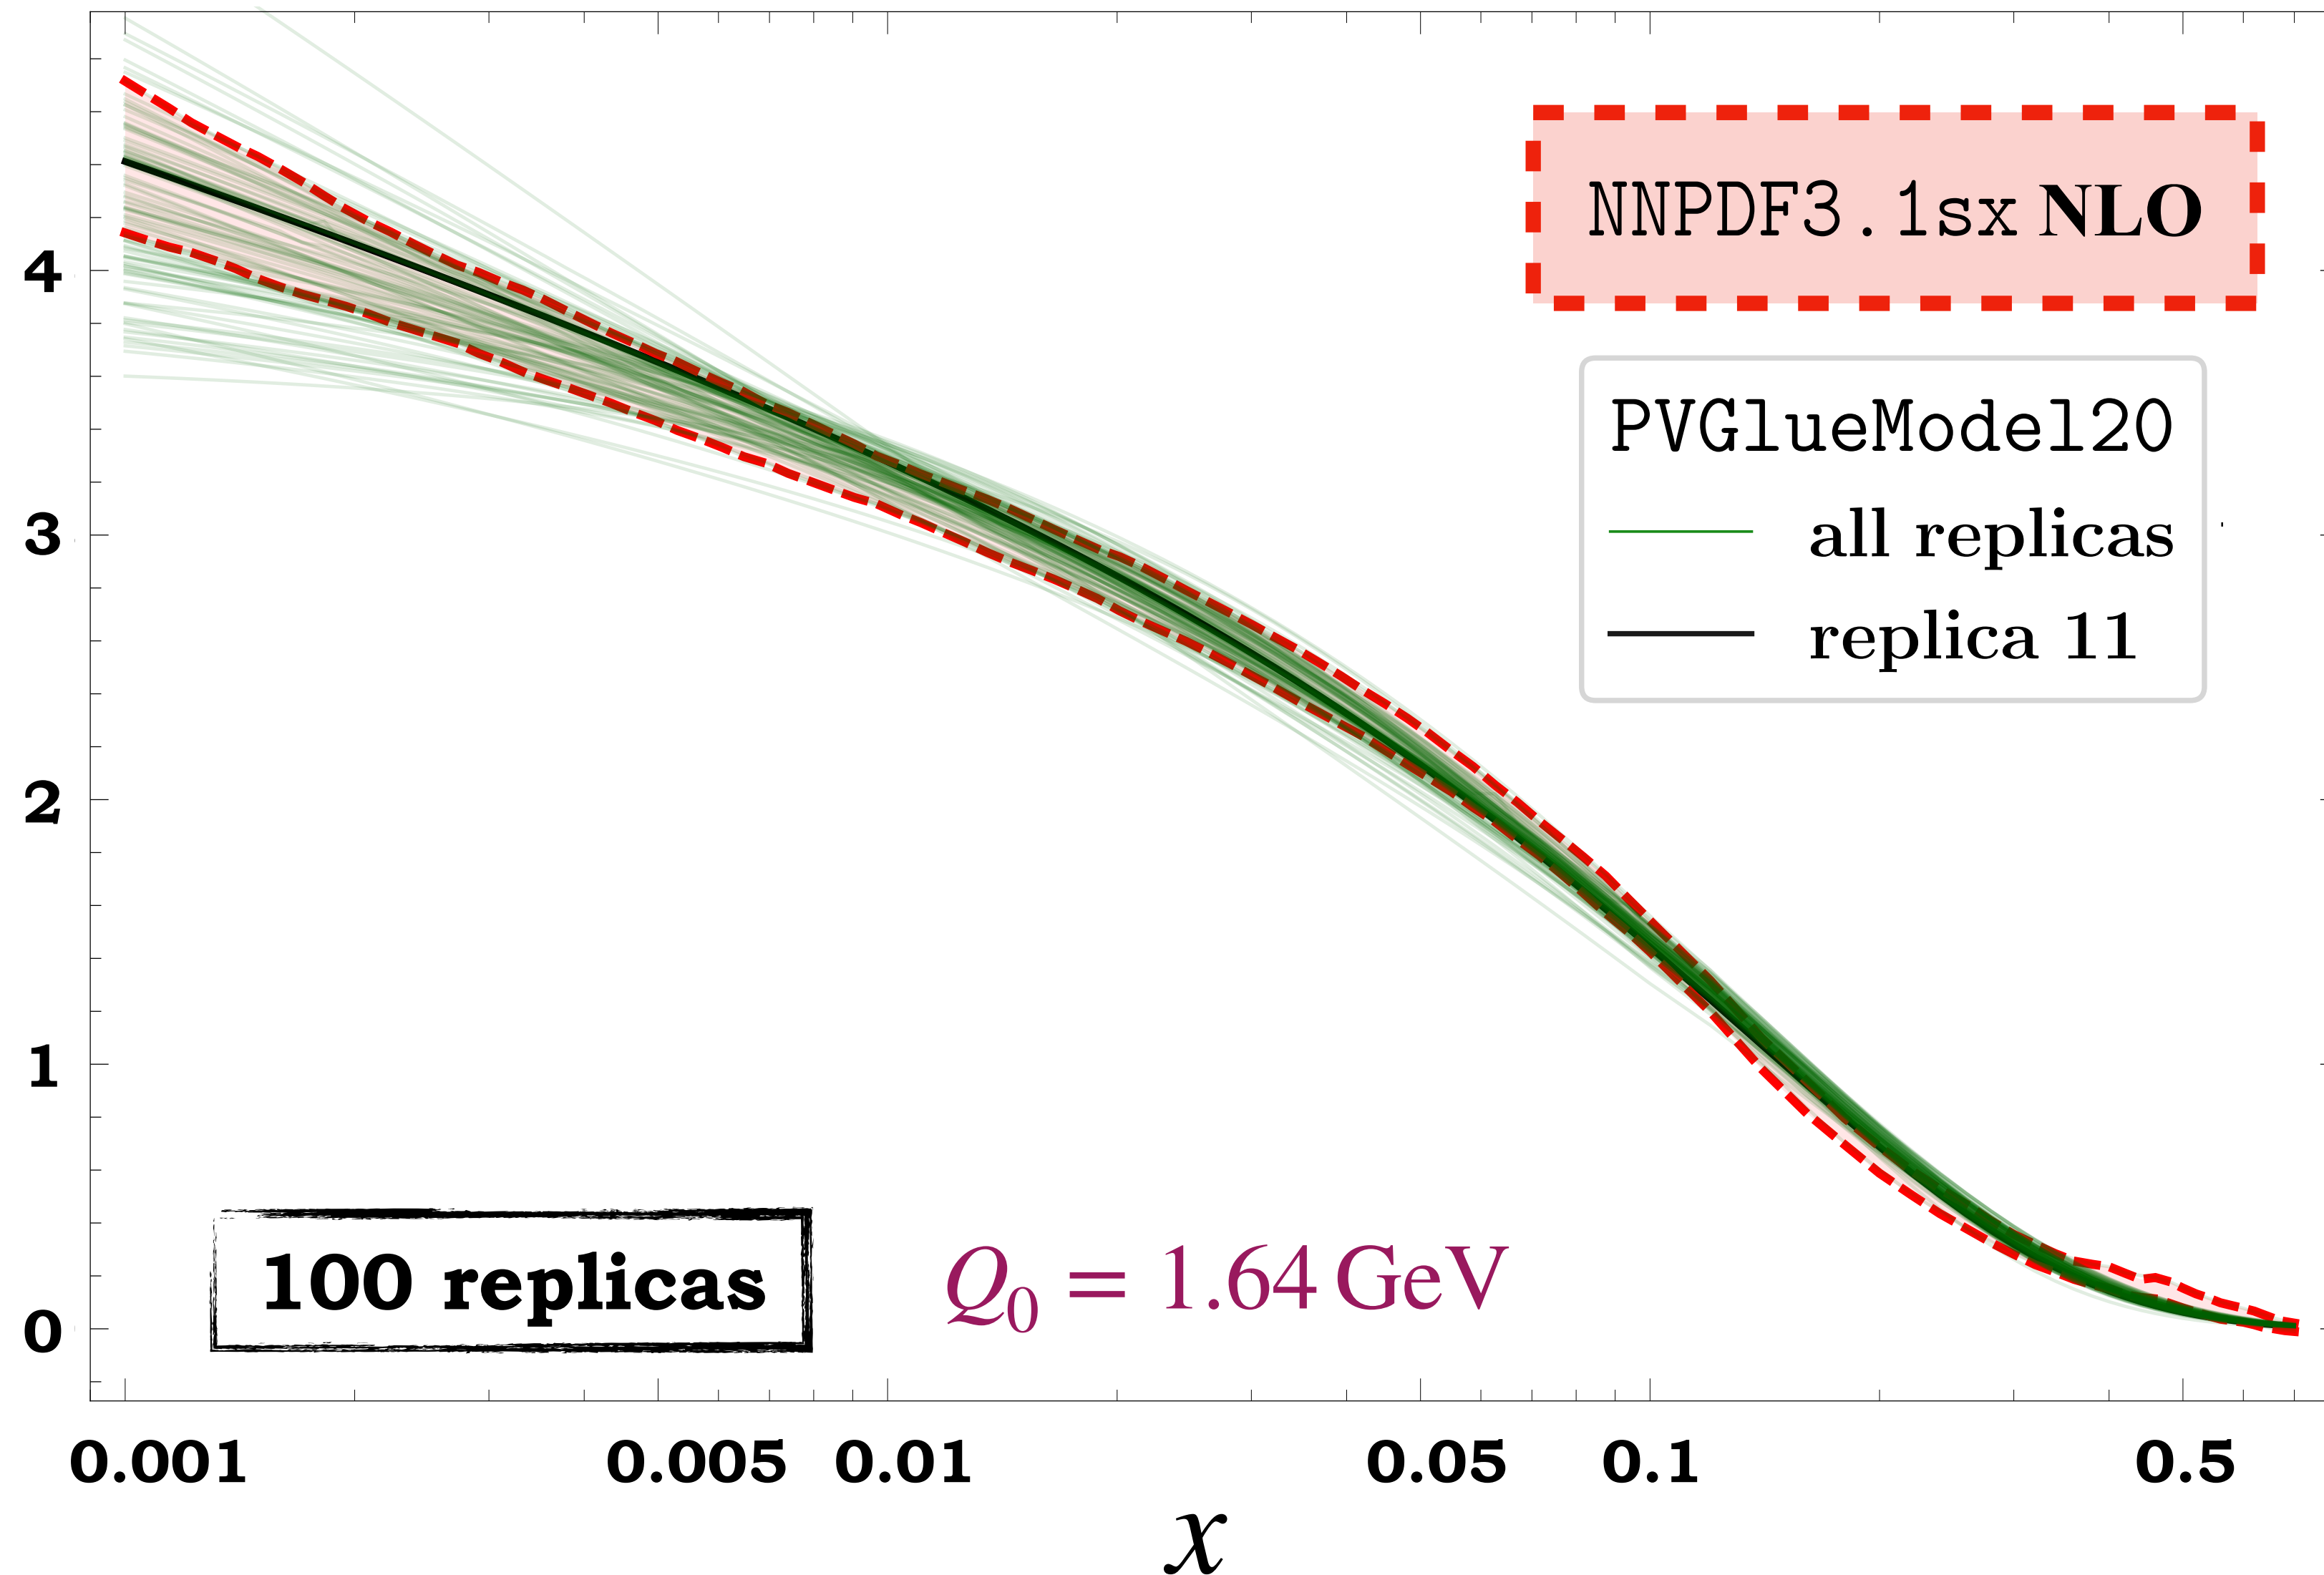 NNPDF3.1sx NLO
PVGlueModel20
all replicas
replica 11
4
3
2
1
0
100 replicas
Q₀ = 1.64 GeV
0.001 0.005 0.01 0.05 0.1 0.5
x